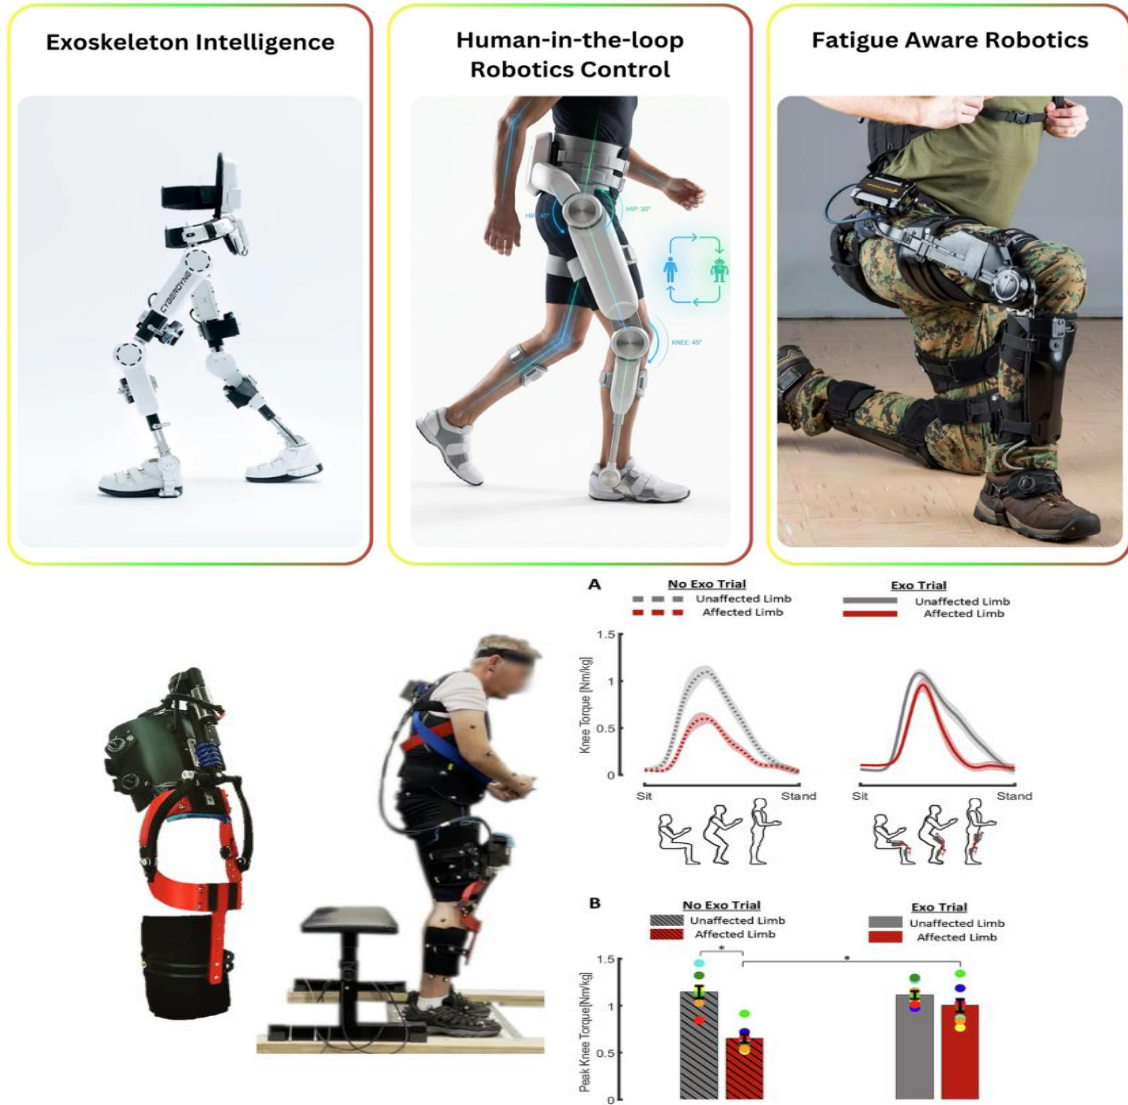 Exoskeleton Intelligence
Human-in-the-loop
Robotics Control
Fatigue Aware Robotics
CYBERDYNE
HIP: 30°
KNEE: 45°
A
No Exo Trial
Unaffected Limb
Affected Limb
Exo Trial
Unaffected Limb
Affected Limb
Knee Torque [Nm/kg]
1.5
1
0.5
0
Sit
Stand
Sit
Stand
B
No Exo Trial
Unaffected Limb
Affected Limb
Exo Trial
Unaffected Limb
Affected Limb
*
*
Peak Knee Torque[Nm/kg]
1.5
1
0.5
0